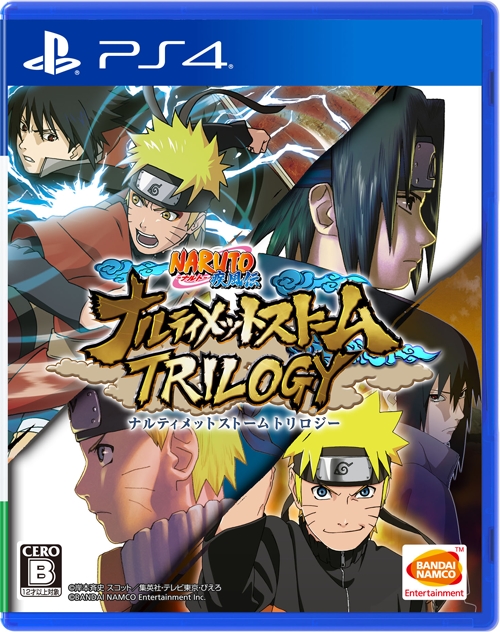 PS4
NARUTO
-ナルト-
疾風伝
ナルティメットストーム
TRILOGY
ナルティメットストームトリロジー
CERO
B
12才以上対象
©岸本斉史 スコット／集英社・テレビ東京・ぴえろ
©BANDAI NAMCO Entertainment Inc.
BANDAI
NAMCO
Entertainment
TM